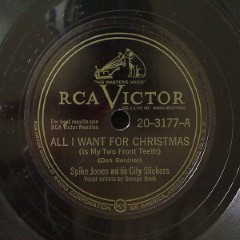 "HIS MASTER'S VOICE"
RCA VICTOR
For best results use
RCA Victor Needles
20-3177-A
ALL I WANT FOR CHRISTMAS
(Is My Two Front Teeth)
(Don Gardner)
Spike Jones and his City Slickers
Vocal refrain by George Rock
RCA